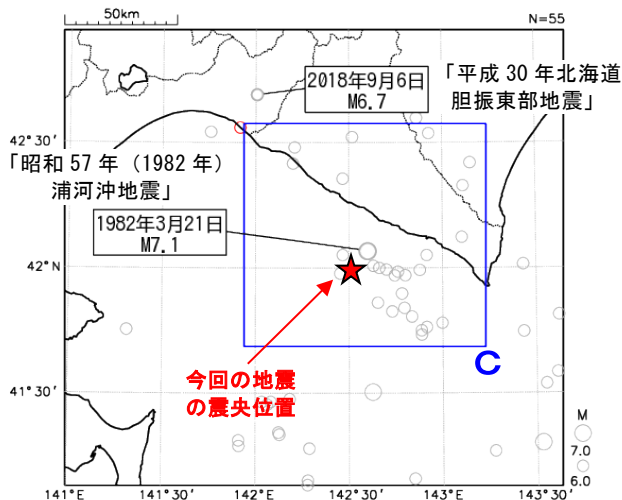 50km
N=55
2018年9月6日
M6.7
「平成 30 年北海道
胆振東部地震」
42°30'
「昭和 57 年（1982 年）
浦河沖地震」
1982年3月21日
M7.1
42°N
C
今回の地震
の震央位置
41°30'
M
7.0
6.0
141°E
141°30'
142°E
142°30'
143°E
143°30'